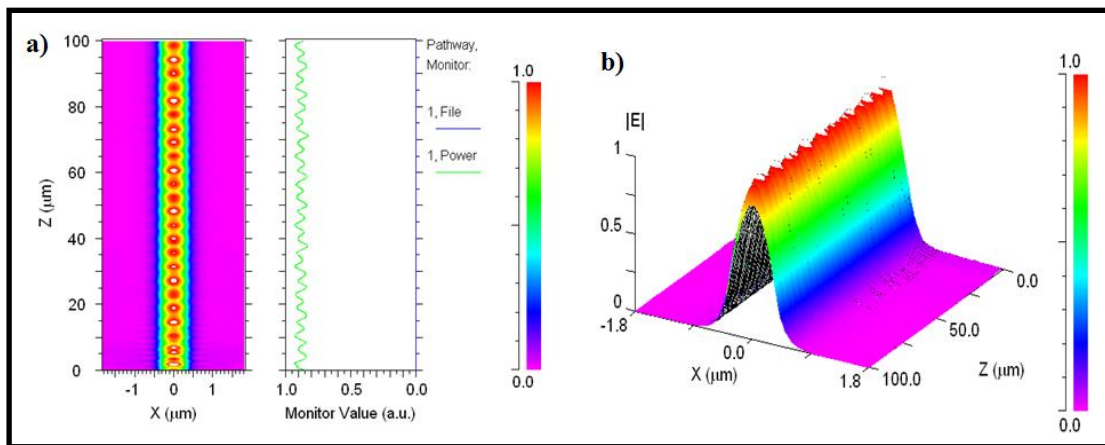 a)
100
80
60
40
20
0
Z (µm)
-1
0
1
X (µm)
1.0
0.5
0.0
Monitor Value (a.u.)
Pathway,
Monitor:
1, File
1, Power
1.0
0.0
b)
|E|
1
0.5
0
-1.8
0.0
1.8
X (µm)
100.0
50.0
0.0
Z (µm)
1.0
0.0